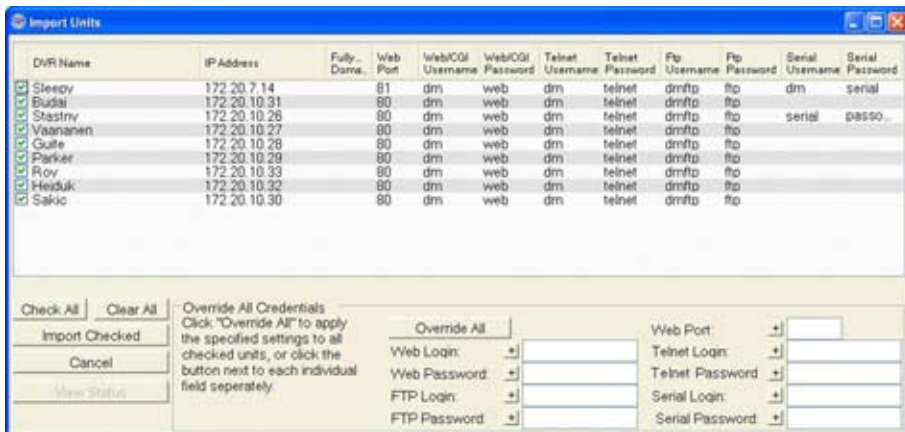 Import Units
DVR Name IP Address Fully... Doma... Web Port Web/CGI Username Web/CGI Password Telnet Username Telnet Password Ftp Username Ftp Password Serial Username Serial Password
Sleepy 172.20.7.14 81 dm web dm telnet dmftp ftp dm serial
Budai 172.20.10.31 80 dm web dm telnet dmftp ftp
Stastny 172.20.10.26 80 dm web dm telnet dmftp ftp serial passo...
Vaananen 172.20.10.27 80 dm web dm telnet dmftp ftp
Guite 172.20.10.28 80 dm web dm telnet dmftp ftp
Parker 172.20.10.29 80 dm web dm telnet dmftp ftp
Roy 172.20.10.33 80 dm web dm telnet dmftp ftp
Heiduk 172.20.10.32 80 dm web dm telnet dmftp ftp
Sakic 172.20.10.30 80 dm web dm telnet dmftp ftp
Check All Clear All
Import Checked
Cancel
View Status
Override All Credentials
Click "Override All" to apply
the specified settings to all
checked units, or click the
button next to each individual
field seperately.
Override All
Web Login:
Web Password:
FTP Login:
FTP Password:
Web Port:
Telnet Login:
Telnet Password
Serial Login:
Serial Password: